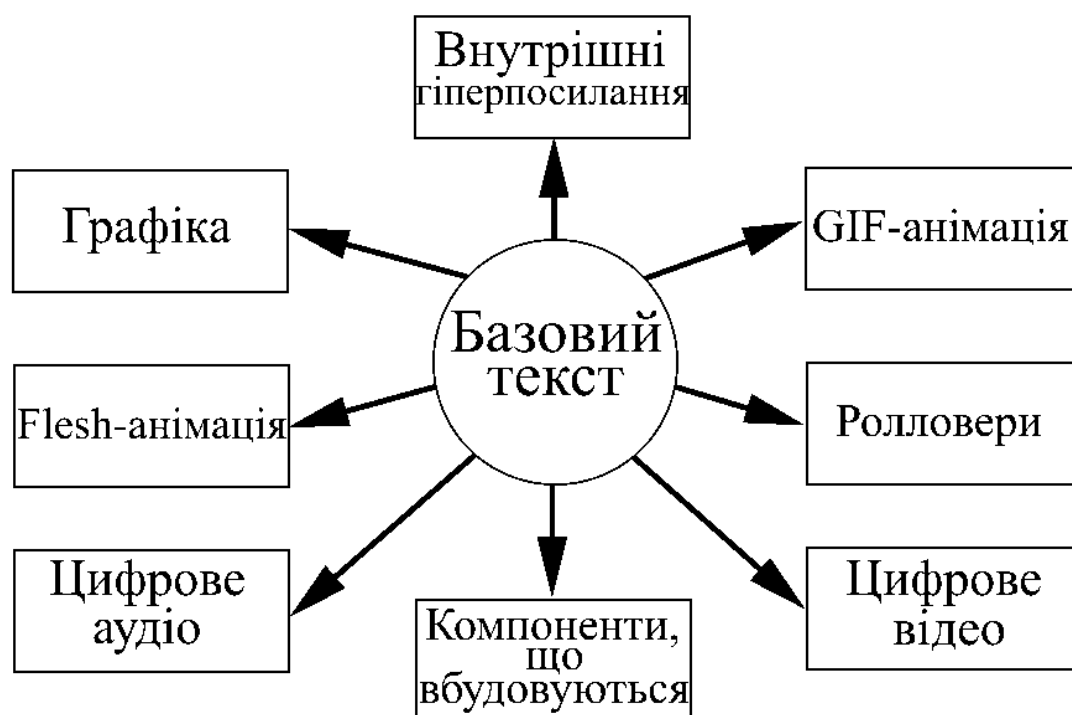 Внутрішні
гіперпосилання
Графіка
GIF-анімація
Базовий
текст
Flesh-анімація
Ролловери
Цифрове
аудіо
Компоненти,
що
вбудовуються
Цифрове
відео